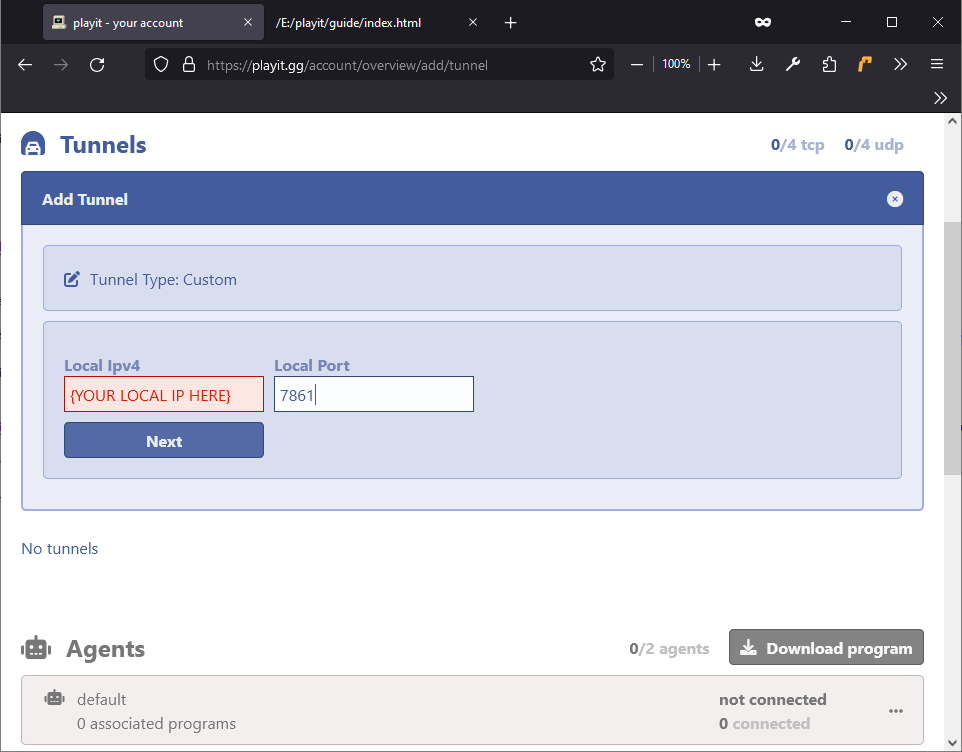 playit - your account
/E:/playit/guide/index.html
https://playit.gg/account/overview/add/tunnel
100%
Tunnels
0/4 tcp 0/4 udp
Add Tunnel
Tunnel Type: Custom
Local Ipv4 Local Port
{YOUR LOCAL IP HERE} 7861
Next
No tunnels
Agents
0/2 agents
Download program
default
not connected
0 associated programs
0 connected